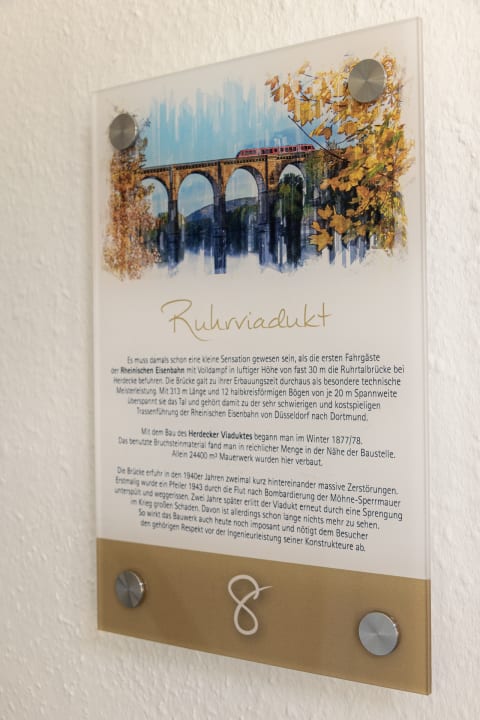 Ruhrviadukt
Es muss damals schon eine kleine Sensation gewesen sein, als die ersten Fahrgäste
der Rheinischen Eisenbahn mit Volldampf in luftiger Höhe von fast 30 m die Ruhrtalbrücke bei
Herdecke befuhren. Die Brücke galt zu ihrer Erbauungszeit durchaus als besondere technische
Meisterleistung. Mit 313 m Länge und 12 halbkreisförmigen Bögen von je 20 m Spannweite
überspannt sie das Tal und gehört damit zu der sehr schwierigen und kostspieligen
Trassenführung der Rheinischen Eisenbahn von Düsseldorf nach Dortmund.
Mit dem Bau des Herdecker Viaduktes begann man im Winter 1877/78.
Das benutzte Bruchsteinmaterial fand man in reichlicher Menge in der Nähe der Baustelle.
Allein 24400 m³ Mauerwerk wurden hier verbaut.
Die Brücke erfuhr in den 1940er Jahren zweimal kurz hintereinander massive Zerstörungen.
Erstmalig wurde ein Pfeiler 1943 durch die Flut nach Bombardierung der Möhne-Sperrmauer
unterspült und weggerissen. Zwei Jahre später erlitt der Viadukt erneut durch eine Sprengung
im Krieg großen Schaden. Davon ist allerdings schon lange nichts mehr zu sehen.
So wirkt das Bauwerk auch heute noch imposant und nötigt dem Besucher
den gehörigen Respekt vor der Ingenieurleistung seiner Konstrukteure ab.
8